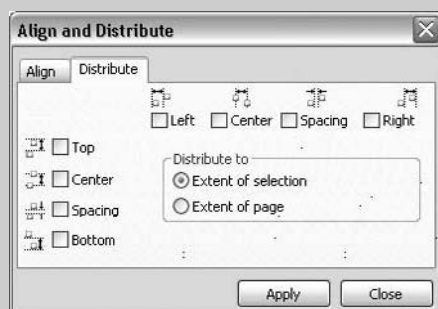 Align and Distribute
Align Distribute
Left Center Spacing Right
Top
Distribute to
Center
Extent of selection
Spacing
Extent of page
Bottom
Apply Close